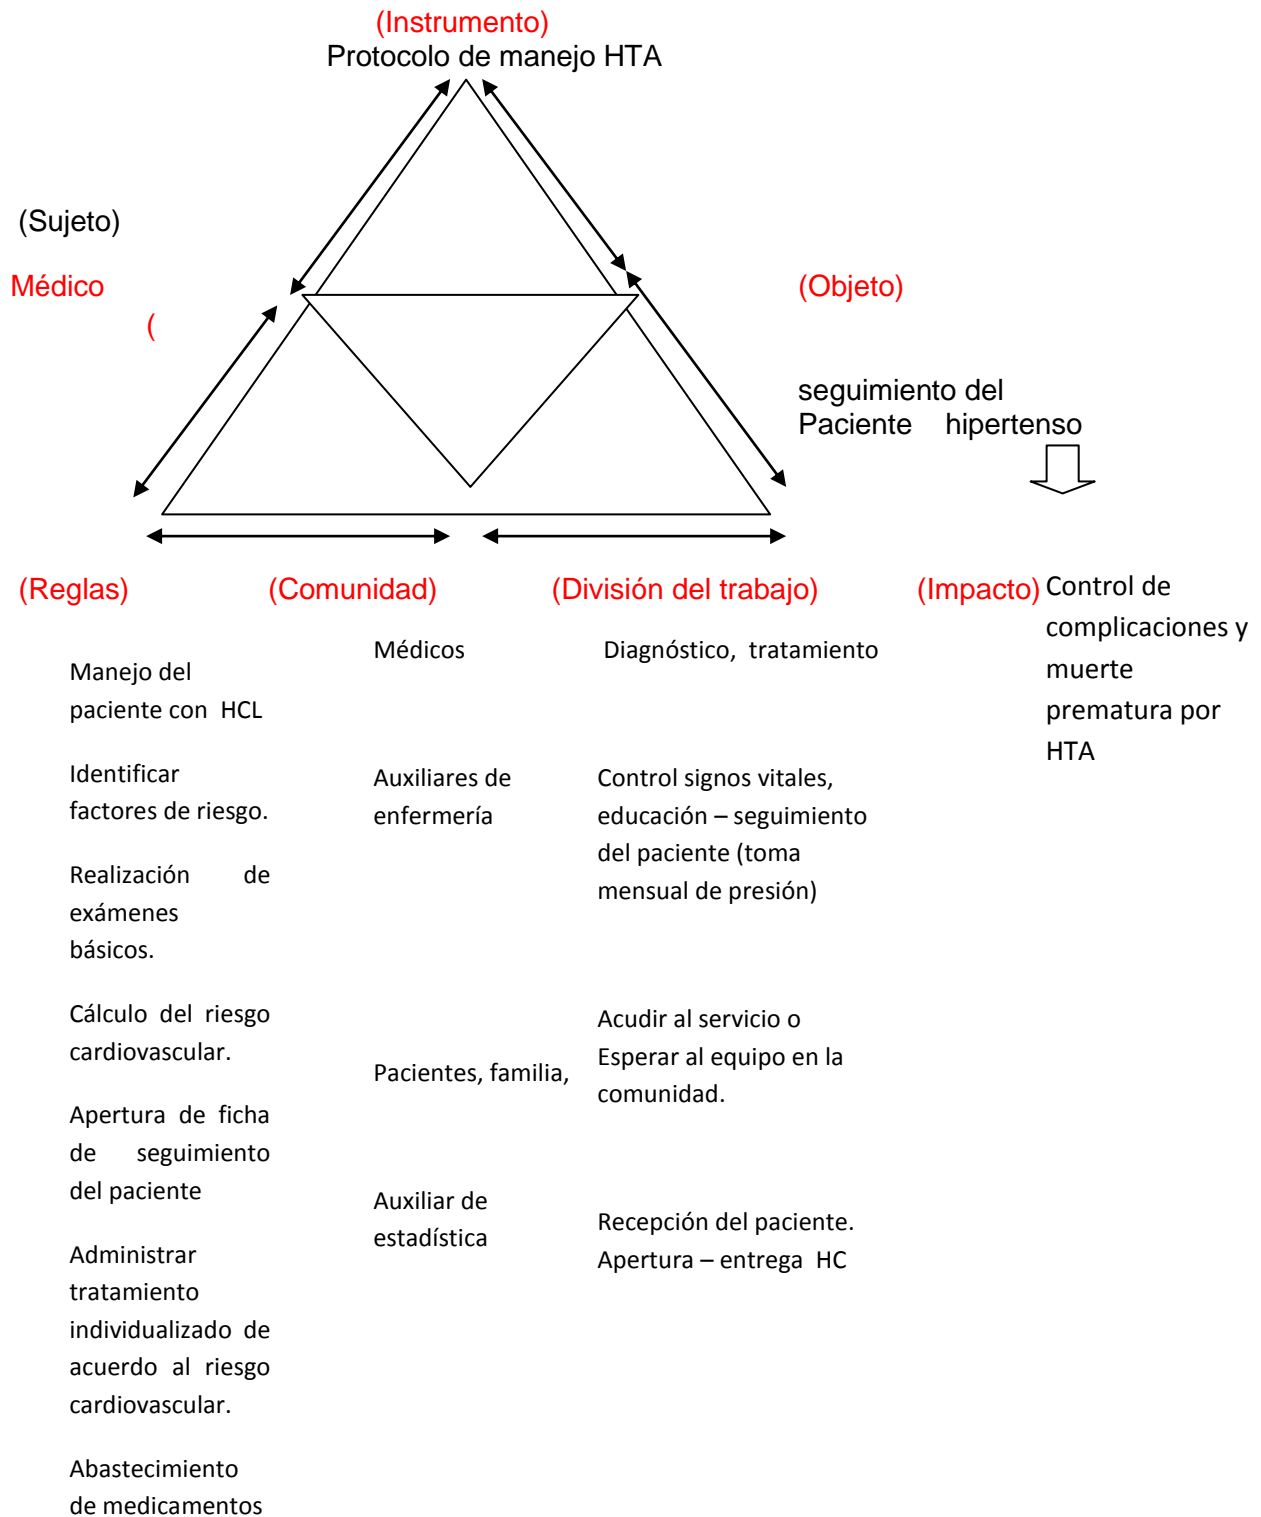 (Instrumento)
Protocolo de manejo HTA
(Sujeto)
Médico
(
(Objeto)
seguimiento del
Paciente hipertenso
(Reglas)
(Comunidad)
(División del trabajo)
(Impacto)
Control de
complicaciones y
muerte
prematura por
HTA
Manejo del
paciente con HCL
Identificar
factores de riesgo.
Realización de
exámenes
básicos.
Cálculo del riesgo
cardiovascular.
Apertura de ficha
de seguimiento
del paciente
Administrar
tratamiento
individualizado de
acuerdo al riesgo
cardiovascular.
Abastecimiento
de medicamentos
Médicos
Auxiliares de
enfermería
Pacientes, familia,
Auxiliar de
estadística
Diagnóstico, tratamiento
Control signos vitales,
educación – seguimiento
del paciente (toma
mensual de presión)
Acudir al servicio o
Esperar al equipo en la
comunidad.
Recepción del paciente.
Apertura – entrega HC